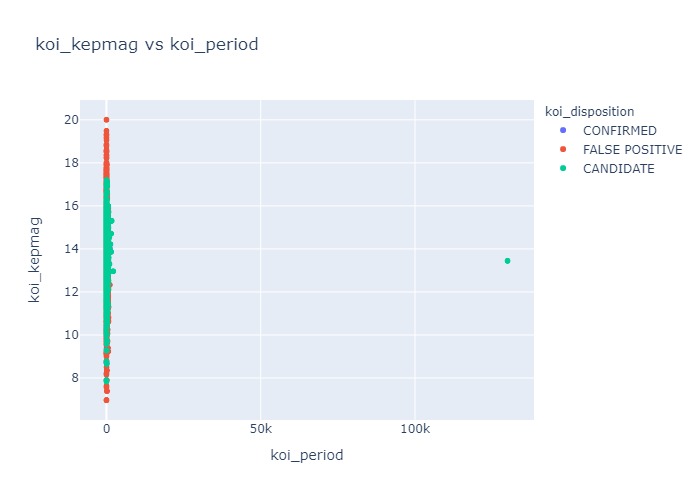 koi_kepmag vs koi_period
koi_disposition
CONFIRMED
FALSE POSITIVE
CANDIDATE
koi_kepmag
20
18
16
14
12
10
8
0
50k
100k
koi_period